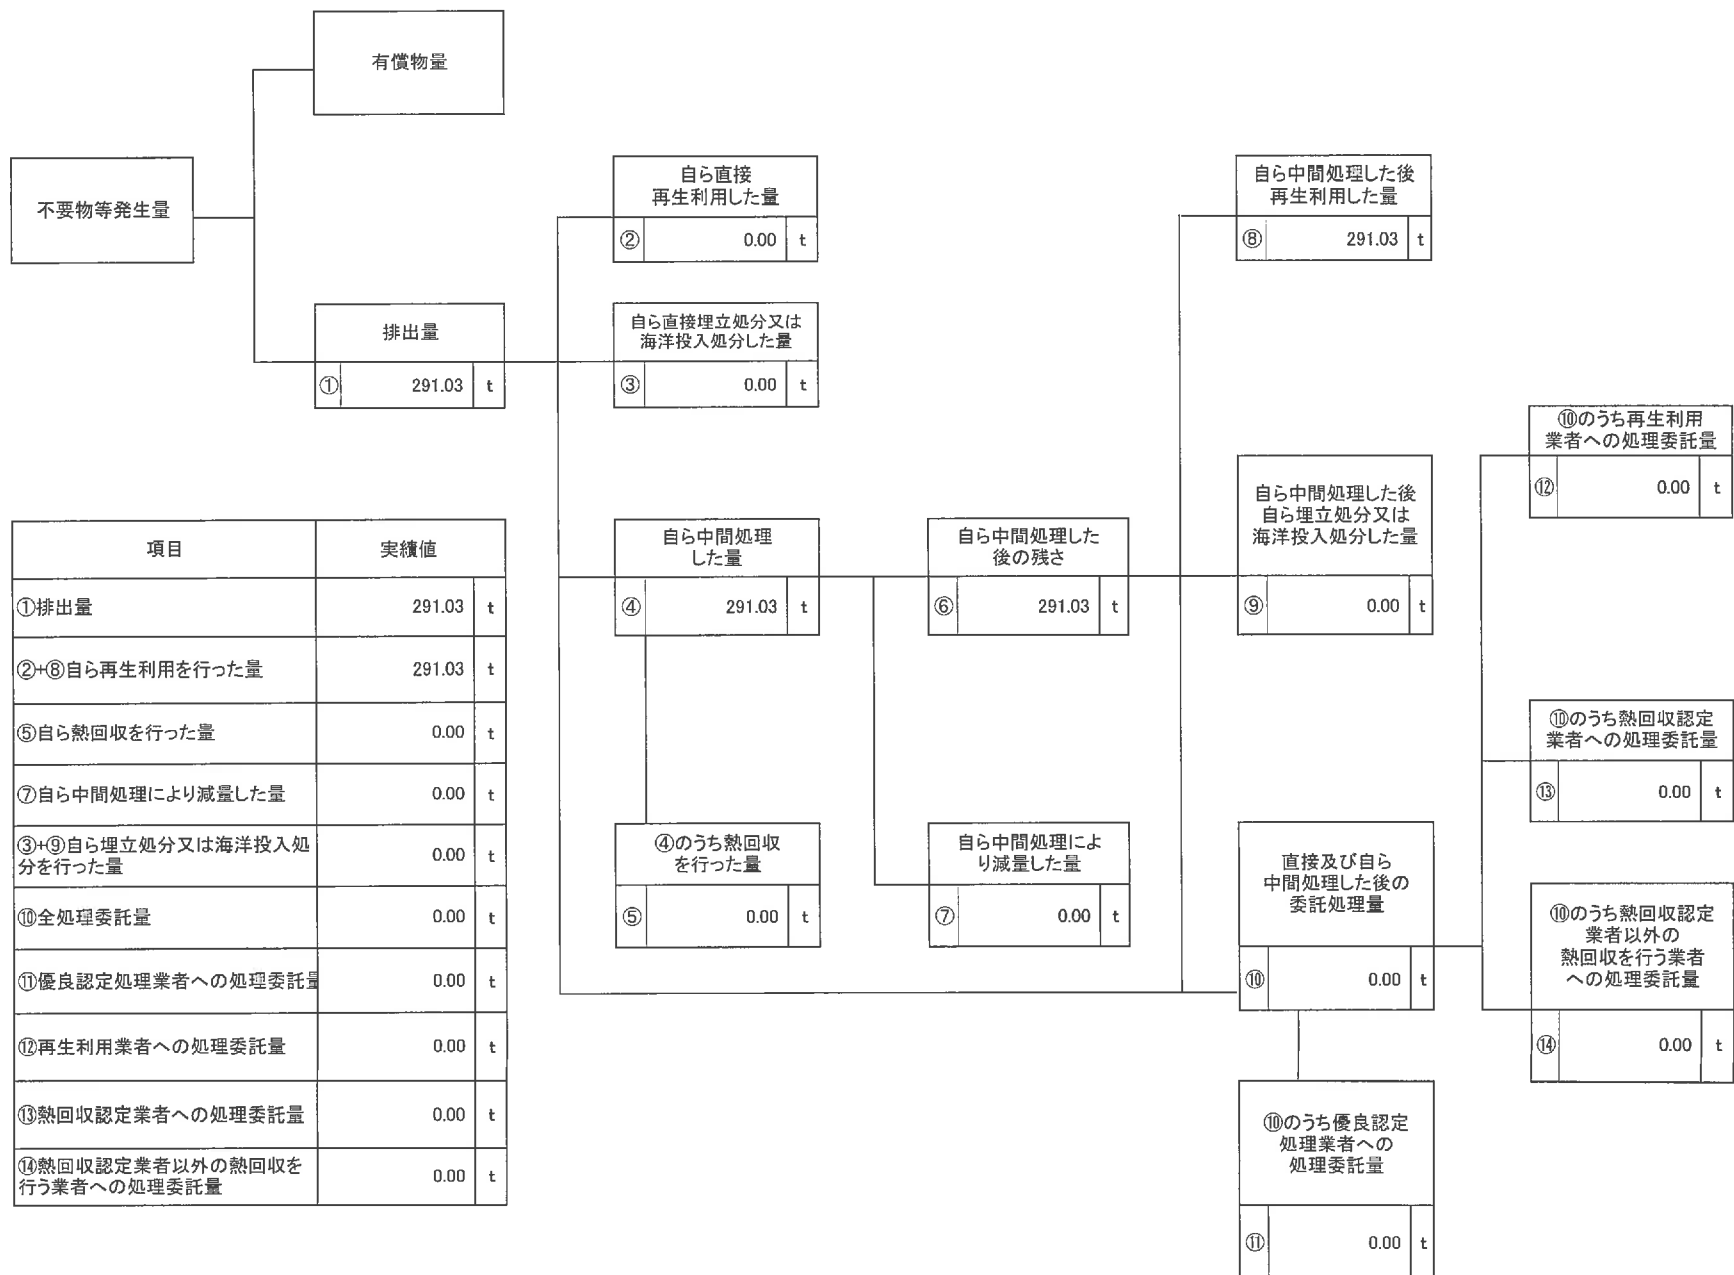 有償物量
不要物等発生量
排出量
① 291.03 t
自ら直接
再生利用した量
② 0.00 t
自ら直接埋立処分又は
海洋投入処分した量
③ 0.00 t
自ら中間処理
した量
④ 291.03 t
④のうち熱回収
を行った量
⑤ 0.00 t
自ら中間処理した
後の残さ
⑥ 291.03 t
自ら中間処理によ
り減量した量
⑦ 0.00 t
自ら中間処理した後
再生利用した量
⑧ 291.03 t
自ら中間処理した後
自ら埋立処分又は
海洋投入処分した量
⑨ 0.00 t
直接及び自ら
中間処理した後の
委託処理量
⑩ 0.00 t
⑩のうち優良認定
処理業者への
処理委託量
⑪ 0.00 t
⑩のうち再生利用
業者への処理委託量
⑫ 0.00 t
⑩のうち熱回収認定
業者への処理委託量
⑬ 0.00 t
⑩のうち熱回収認定
業者以外の
熱回収を行う業者
への処理委託量
⑭ 0.00 t
項目 実績値
①排出量 291.03 t
②+⑧自ら再生利用を行った量 291.03 t
⑤自ら熱回収を行った量 0.00 t
⑦自ら中間処理により減量した量 0.00 t
③+⑨自ら埋立処分又は海洋投入処
分を行った量 0.00 t
⑩全処理委託量 0.00 t
⑪優良認定処理業者への処理委託量 0.00 t
⑫再生利用業者への処理委託量 0.00 t
⑬熱回収認定業者への処理委託量 0.00 t
⑭熱回収認定業者以外の熱回収を
行う業者への処理委託量 0.00 t